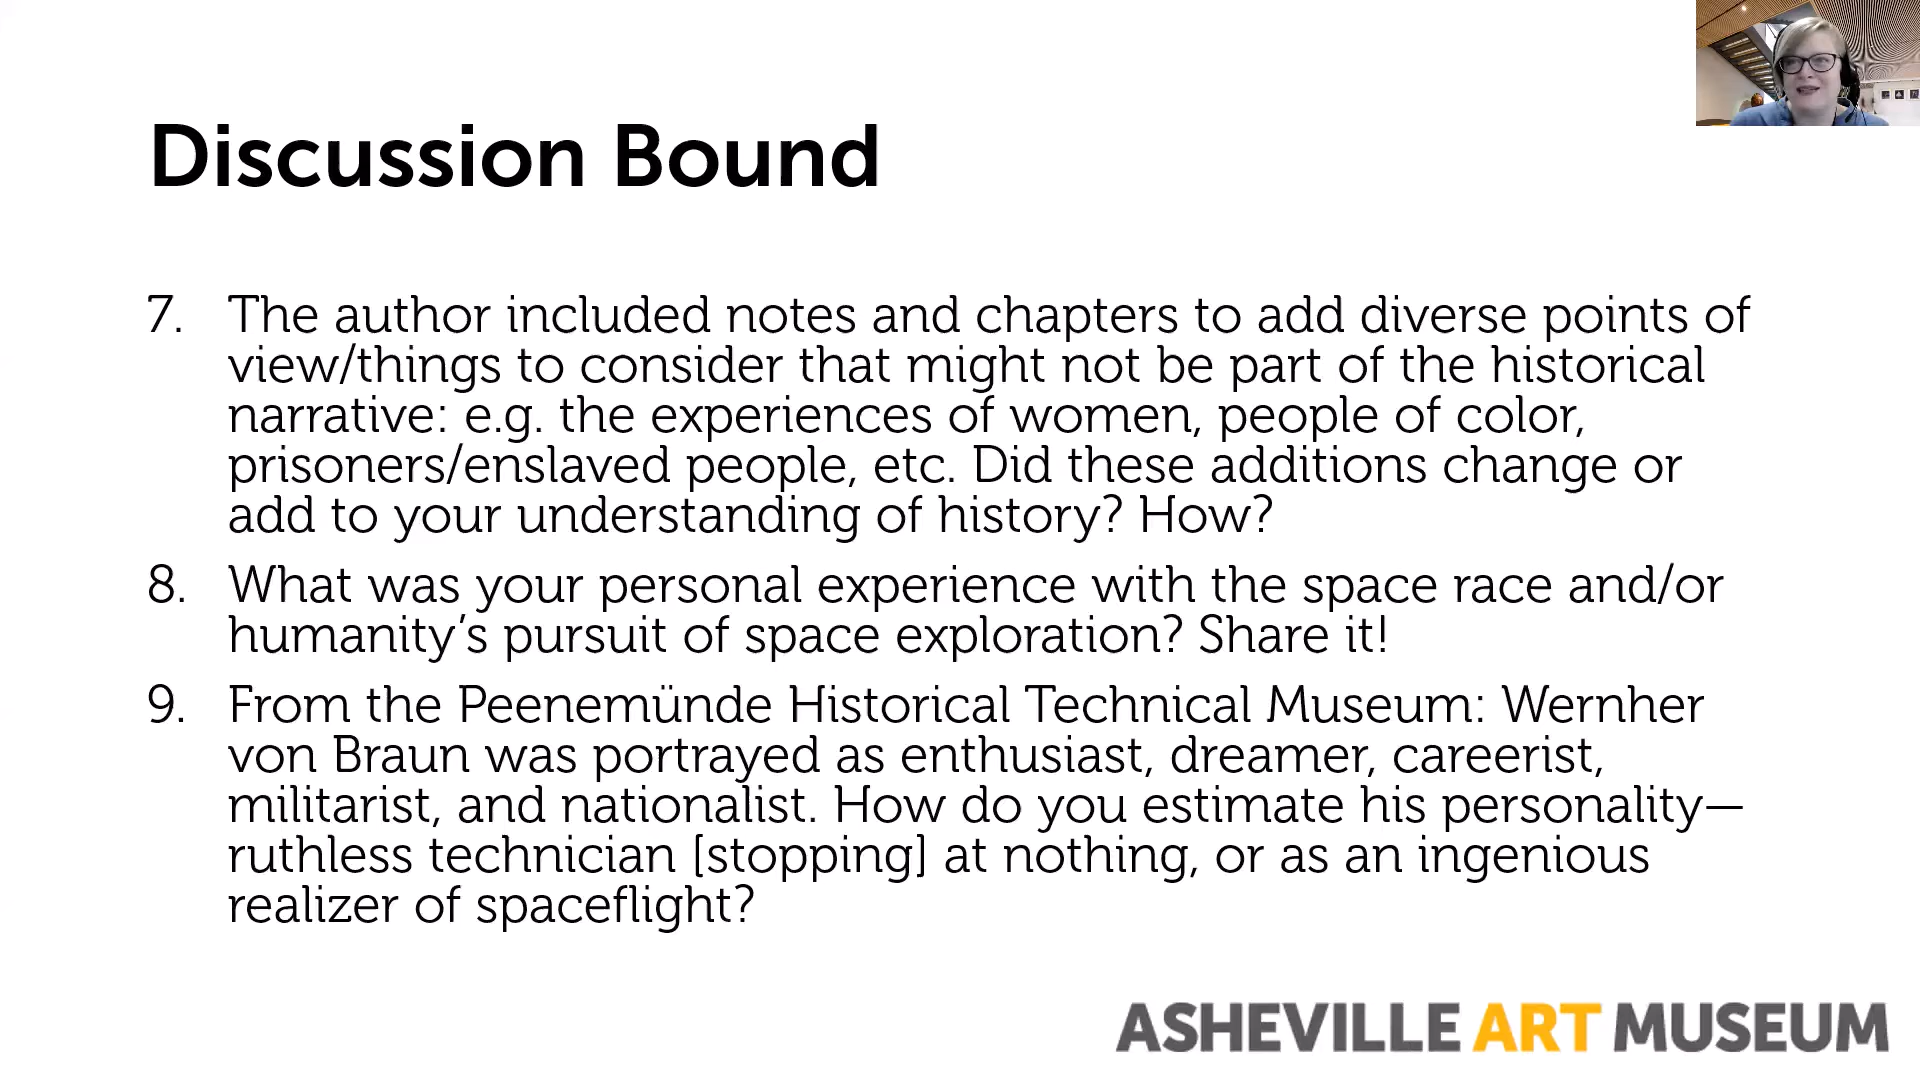 Discussion Bound
7. The author included notes and chapters to add diverse points of
view/things to consider that might not be part of the historical
narrative: e.g. the experiences of women, people of color,
prisoners/enslaved people, etc. Did these additions change or
add to your understanding of history? How?
8. What was your personal experience with the space race and/or
humanity’s pursuit of space exploration? Share it!
9. From the Peenemünde Historical Technical Museum: Wernher
von Braun was portrayed as enthusiast, dreamer, careerist,
militarist, and nationalist. How do you estimate his personality—
ruthless technician [stopping] at nothing, or as an ingenious
realizer of spaceflight?
ASHEVILLE ART MUSEUM